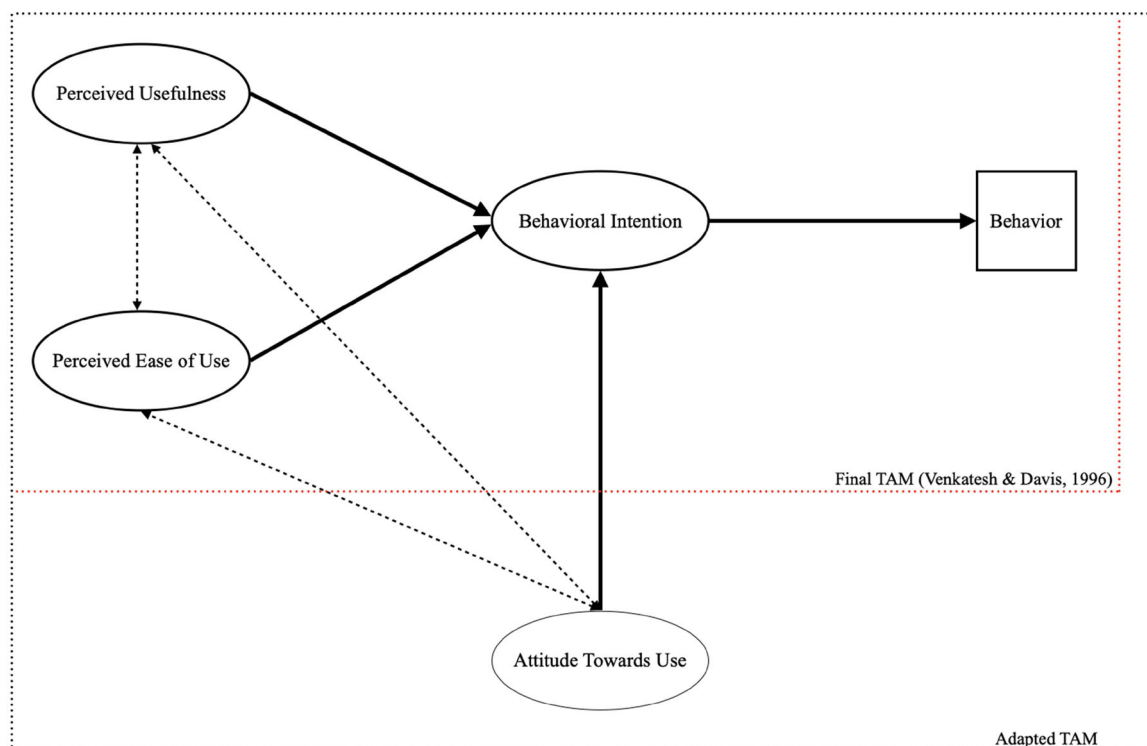 Perceived Usefulness
Behavioral Intention
Behavior
Perceived Ease of Use
Final TAM (Venkatesh & Davis, 1996)
Attitude Towards Use
Adapted TAM